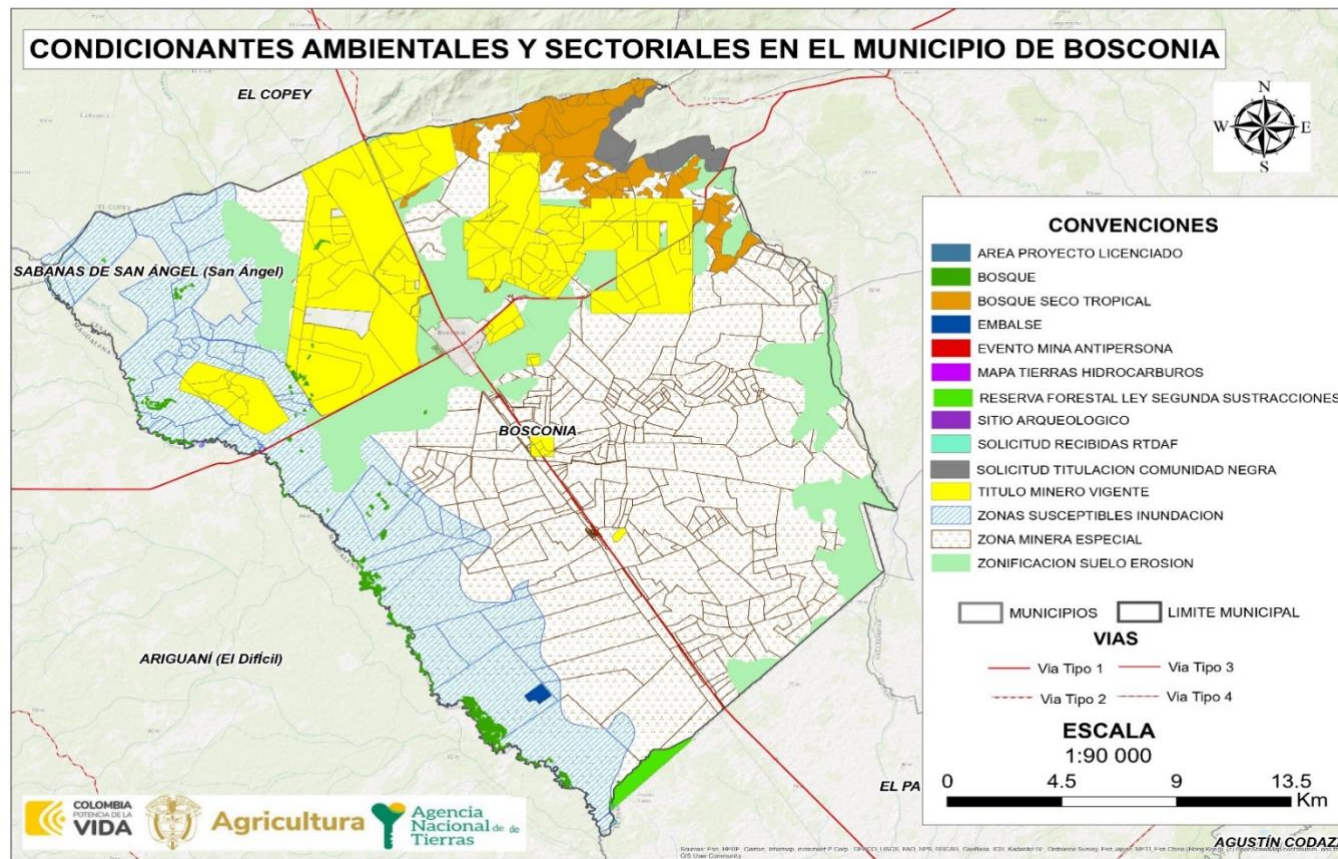 CONDICIONANTES AMBIENTALES Y SECTORIALES EN EL MUNICIPIO DE BOSCONIA
EL COPEY
N
W E
S
SABANAS DE SAN ÁNGEL (San Ángel)
BOSCONIA
ARIGUANÍ (El Difícil)
EL PA
AGUSTÍN CODAZ
CONVENCIONES
AREA PROYECTO LICENCIADO
BOSQUE
BOSQUE SECO TROPICAL
EMBALSE
EVENTO MINA ANTIPERSONA
MAPA TIERRAS HIDROCARBUROS
RESERVA FORESTAL LEY SEGUNDA SUSTRACCIONES
SITIO ARQUEOLOGICO
SOLICITUD RECIBIDAS RTDAF
SOLICITUD TITULACION COMUNIDAD NEGRA
TITULO MINERO VIGENTE
ZONAS SUSCEPTIBLES INUNDACION
ZONA MINERA ESPECIAL
ZONIFICACION SUELO EROSION
MUNICIPIOS LIMITE MUNICIPAL
VIAS
Via Tipo 1 Via Tipo 3
Via Tipo 2 Via Tipo 4
ESCALA
1:90 000
0 4.5 9 13.5
Km
COLOMBIA
POTENCIA DE LA
VIDA
Agricultura
Agencia
Nacional de de
Tierras